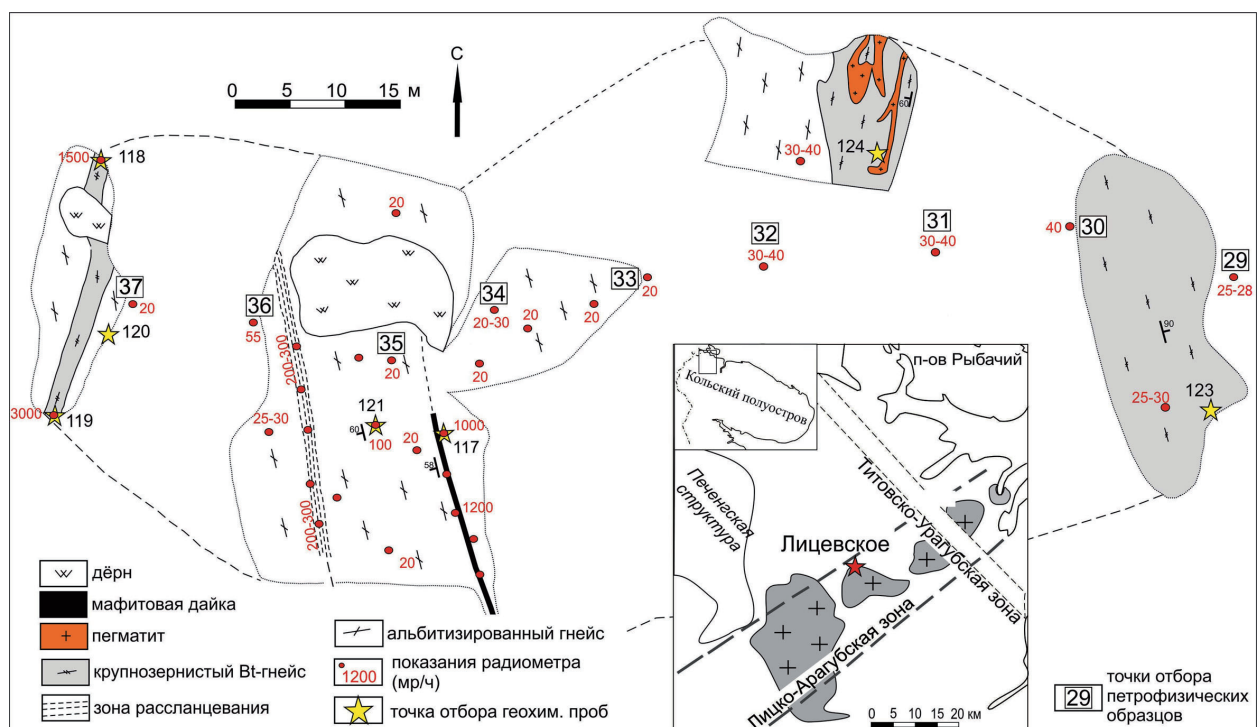 С
0 5 10 15 м
1500
118
37
20
120
3000
119
20
36
55
200-300
25-30
200-300
35
20
121
60
100
20
58
1000
117
1200
20
34
20-30
20
20
20
33
20
32
30-40
31
30-40
30-40
124
60
40
30
29
25-28
90
25-30
123
дёрн
мафитовая дайка
пегматит
крупнозернистый Bt-гнейс
зона рассланцевания
альбитизированный гнейс
1200
показания радиометра
(мр/ч)
точка отбора геохим. проб
Кольский полуостров
п-ов Рыбачий
Печенгская
структура
Титовско-Урагубская зона
Лицевское
Пицко-Арагубская зона
0 5 10 15 20 км
29
точки отбора
петрофизических
образцов